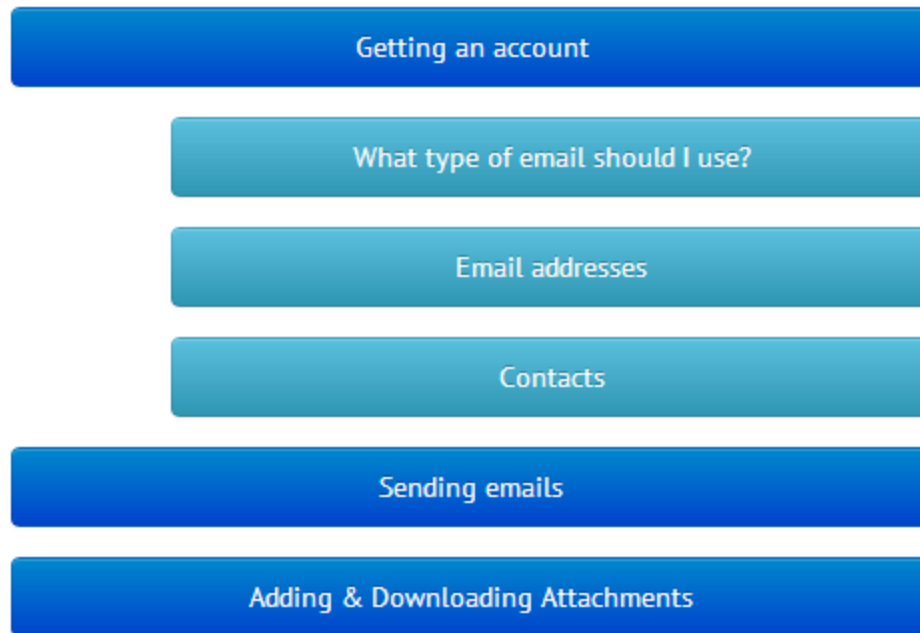 Getting an account
What type of email should I use?
Email addresses
Contacts
Sending emails
Adding & Downloading Attachments